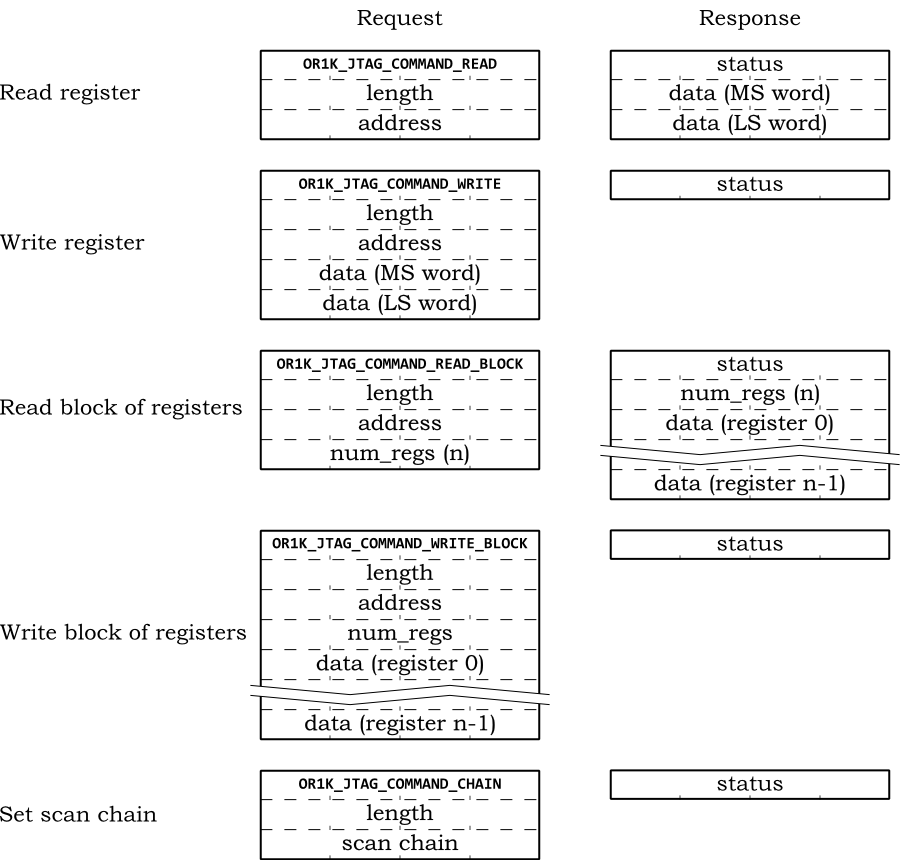 Request Response
Read register
OR1K_JTAG_COMMAND_READ
length
address
status
data (MS word)
data (LS word)
Write register
OR1K_JTAG_COMMAND_WRITE
length
address
data (MS word)
data (LS word)
status
Read block of registers
OR1K_JTAG_COMMAND_READ_BLOCK
length
address
num_regs (n)
status
num_regs (n)
data (register 0)
data (register n-1)
Write block of registers
OR1K_JTAG_COMMAND_WRITE_BLOCK
length
address
num_regs
data (register 0)
data (register n-1)
status
Set scan chain
OR1K_JTAG_COMMAND_CHAIN
length
scan chain
status